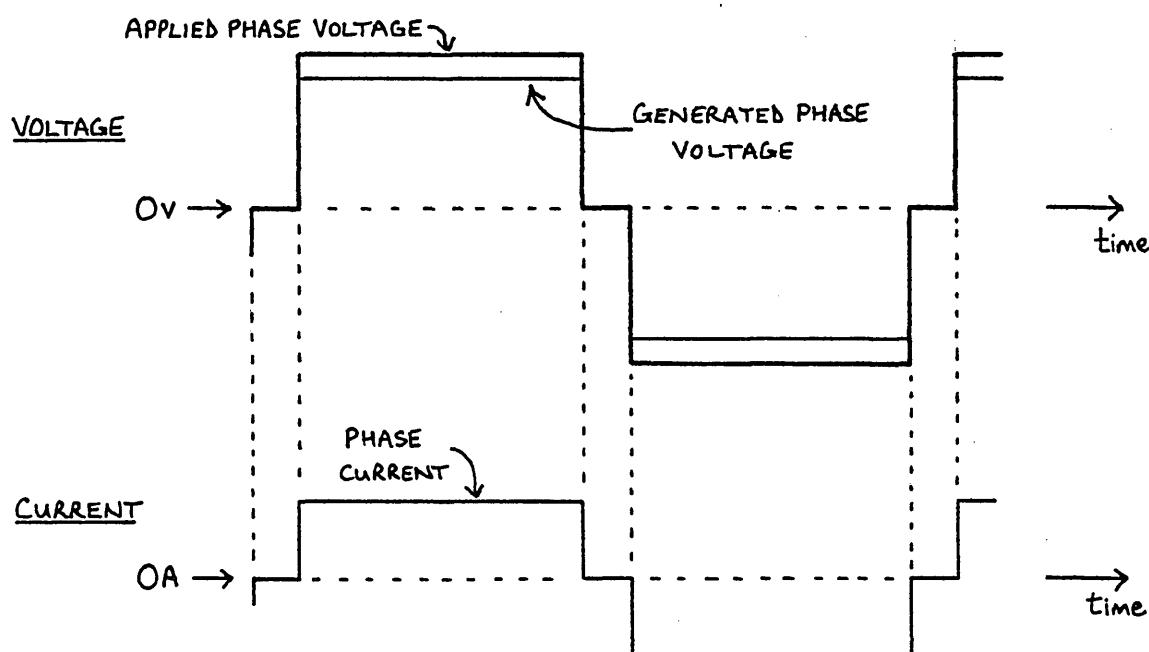 APPLIED PHASE VOLTAGE
VOLTAGE
GENERATED PHASE
VOLTAGE
0V
time
PHASE
CURRENT
CURRENT
0A
time